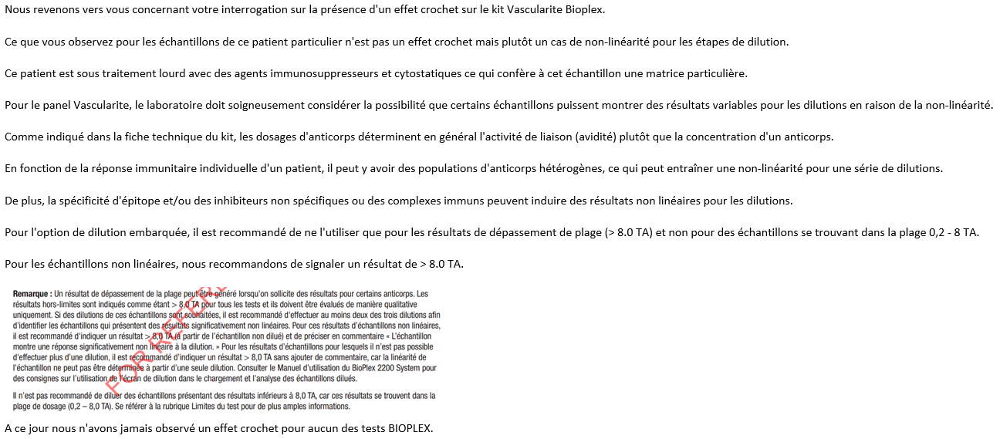 Nous revenons vers vous concernant votre interrogation sur la présence d'un effet crochet sur le kit Vascularite Bioplex.
Ce que vous observez pour les échantillons de ce patient particulier n'est pas un effet crochet mais plutôt un cas de non-linéarité pour les étapes de dilution.
Ce patient est sous traitement lourd avec des agents immunosuppresseurs et cytostatiques ce qui confère à cet échantillon une matrice particulière.
Pour le panel Vascularite, le laboratoire doit soigneusement considérer la possibilité que certains échantillons puissent montrer des résultats variables pour les dilutions en raison de la non-linéarité.
Comme indiqué dans la fiche technique du kit, les dosages d'anticorps déterminent en général l'activité de liaison (avidité) plutôt que la concentration d'un anticorps.
En fonction de la réponse immunitaire individuelle d'un patient, il peut y avoir des populations d'anticorps hétérogènes, ce qui peut entraîner une non-linéarité pour une série de dilutions.
De plus, la spécificité d'épitope et/ou des inhibiteurs non spécifiques ou des complexes immuns peuvent induire des résultats non linéaires pour les dilutions.
Pour l'option de dilution embarquée, il est recommandé de ne l'utiliser que pour les résultats de dépassement de plage (> 8.0 TA) et non pour des échantillons se trouvant dans la plage 0,2 - 8 TA.
Pour les échantillons non linéaires, nous recommandons de signaler un résultat de > 8.0 TA.
Remarque : Un résultat de dépassement de la plage peut être généré lorsqu'on sollicite des résultats pour certains anticorps. Les
résultats hors-limites sont indiqués comme étant > 8,0 TA pour tous les tests et ils doivent être évalués de manière qualitative
uniquement. Si des dilutions de ces échantillons sont souhaitées, il est recommandé d'effectuer au moins deux des trois dilutions afin
d'identifier les échantillons qui présentent des résultats significativement non linéaires. Pour ces résultats d'échantillons non linéaires,
il est recommandé d'indiquer un résultat > 8,0 TA (à partir de l'échantillon non dilué) et de préciser en commentaire « L'échantillon
montre une réponse significativement non linéaire à la dilution. » Pour les résultats d'échantillons pour lesquels il n'est pas possible
d'effectuer plus d'une dilution, il est recommandé d'indiquer un résultat > 8,0 TA sans ajouter de commentaire, car la linéarité de
l'échantillon ne peut pas être déterminée à partir d'une seule dilution. Consulter le Manuel d'utilisation du BioPlex 2200 System pour
des consignes sur l'utilisation de l'écran de dilution dans le chargement et l'analyse des échantillons dilués.
Il n'est pas recommandé de diluer des échantillons présentant des résultats inférieurs à 8,0 TA, car ces résultats se trouvent dans la
plage de dosage (0,2 – 8,0 TA). Se référer à la rubrique Limites du test pour de plus amples informations.
FOR REFERE
A ce jour nous n'avons jamais observé un effet crochet pour aucun des tests BIOPLEX.